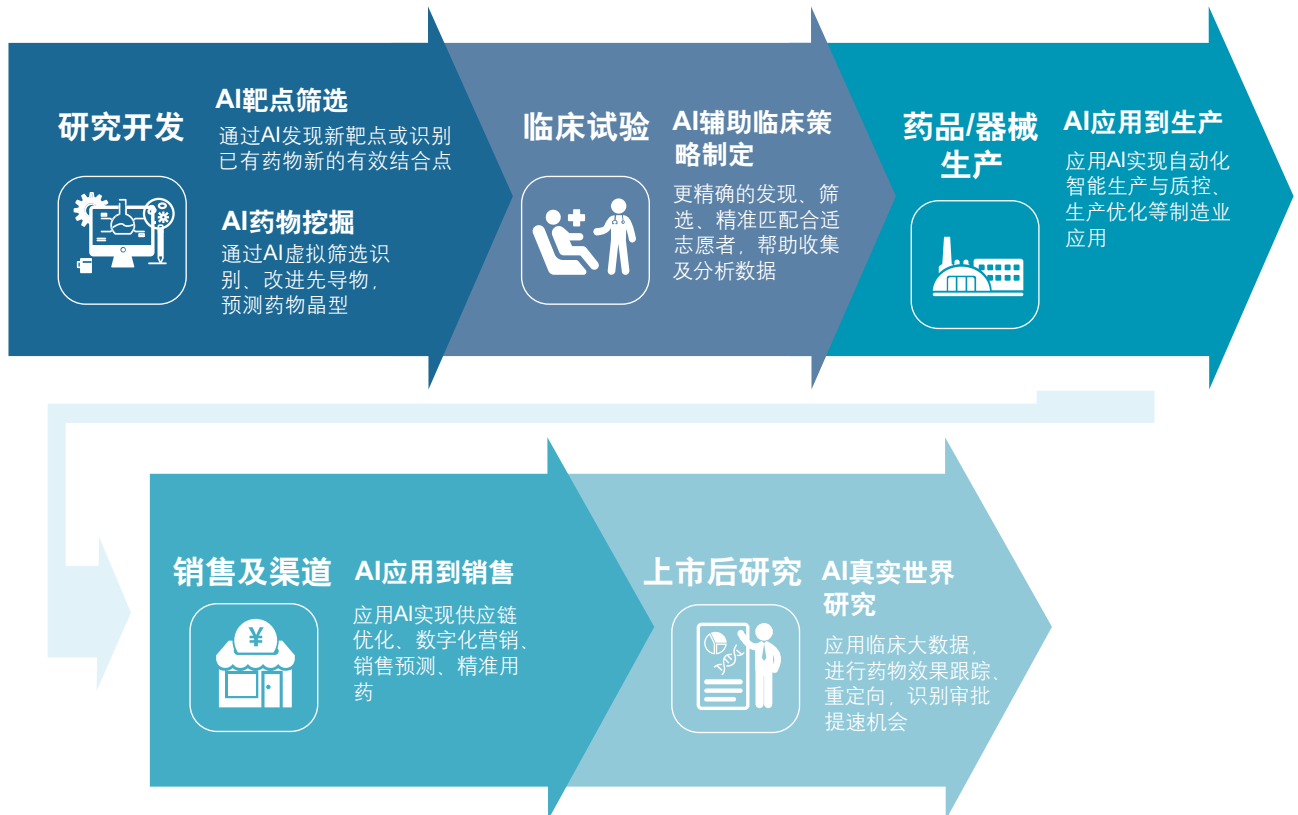 研究开发
AI靶点筛选
通过AI发现新靶点或识别
已有药物新的有效结合点
AI药物挖掘
通过AI虚拟筛选识
别、改进先导物，
预测药物晶型
临床试验
AI辅助临床策
略制定
更精确的发现、筛
选、精准匹配合适
志愿者，帮助收集
及分析数据
药品/器械
生产
AI应用到生产
应用AI实现自动化
智能生产与质控、
生产优化等制造业
应用
销售及渠道
¥
AI应用到销售
应用AI实现供应链
优化、数字化营销、
销售预测、精准用
药
上市后研究
AI真实世界
研究
应用临床大数据，
进行药物效果跟踪、
重定向，识别审批
提速机会